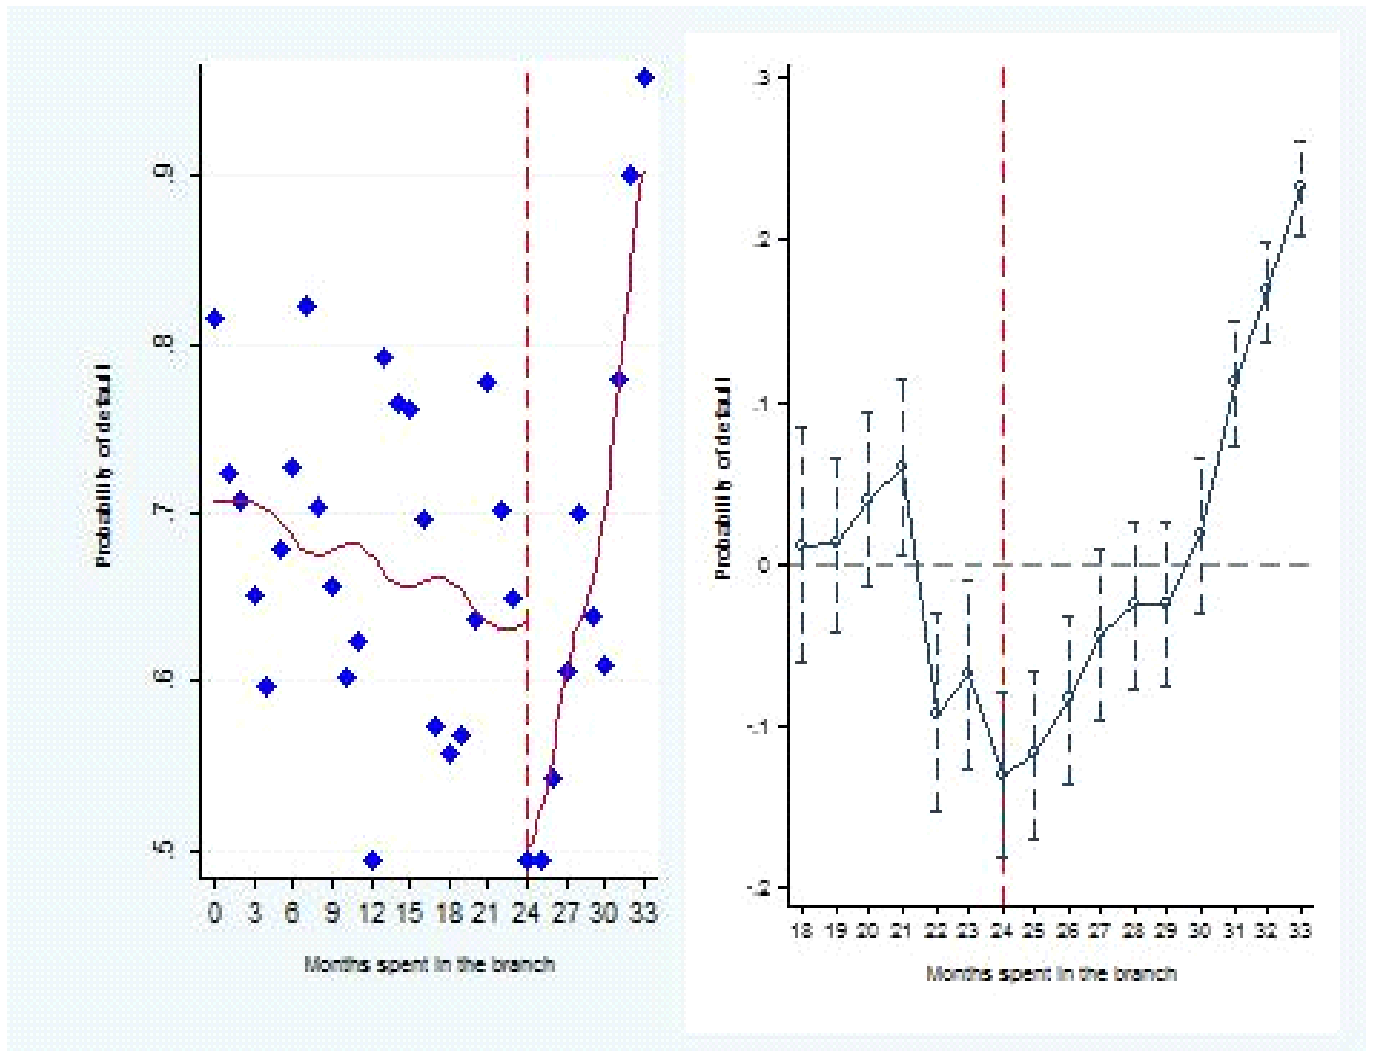 .9
.8
.7
.6
.5
Probability of default
0 3 6 9 12 15 18 21 24 27 30 33
Months spent in the branch
.3
.2
.1
0
-.1
-.2
Probability of default
18 19 20 21 22 23 24 25 26 27 28 29 30 31 32 33
Months spent in the branch